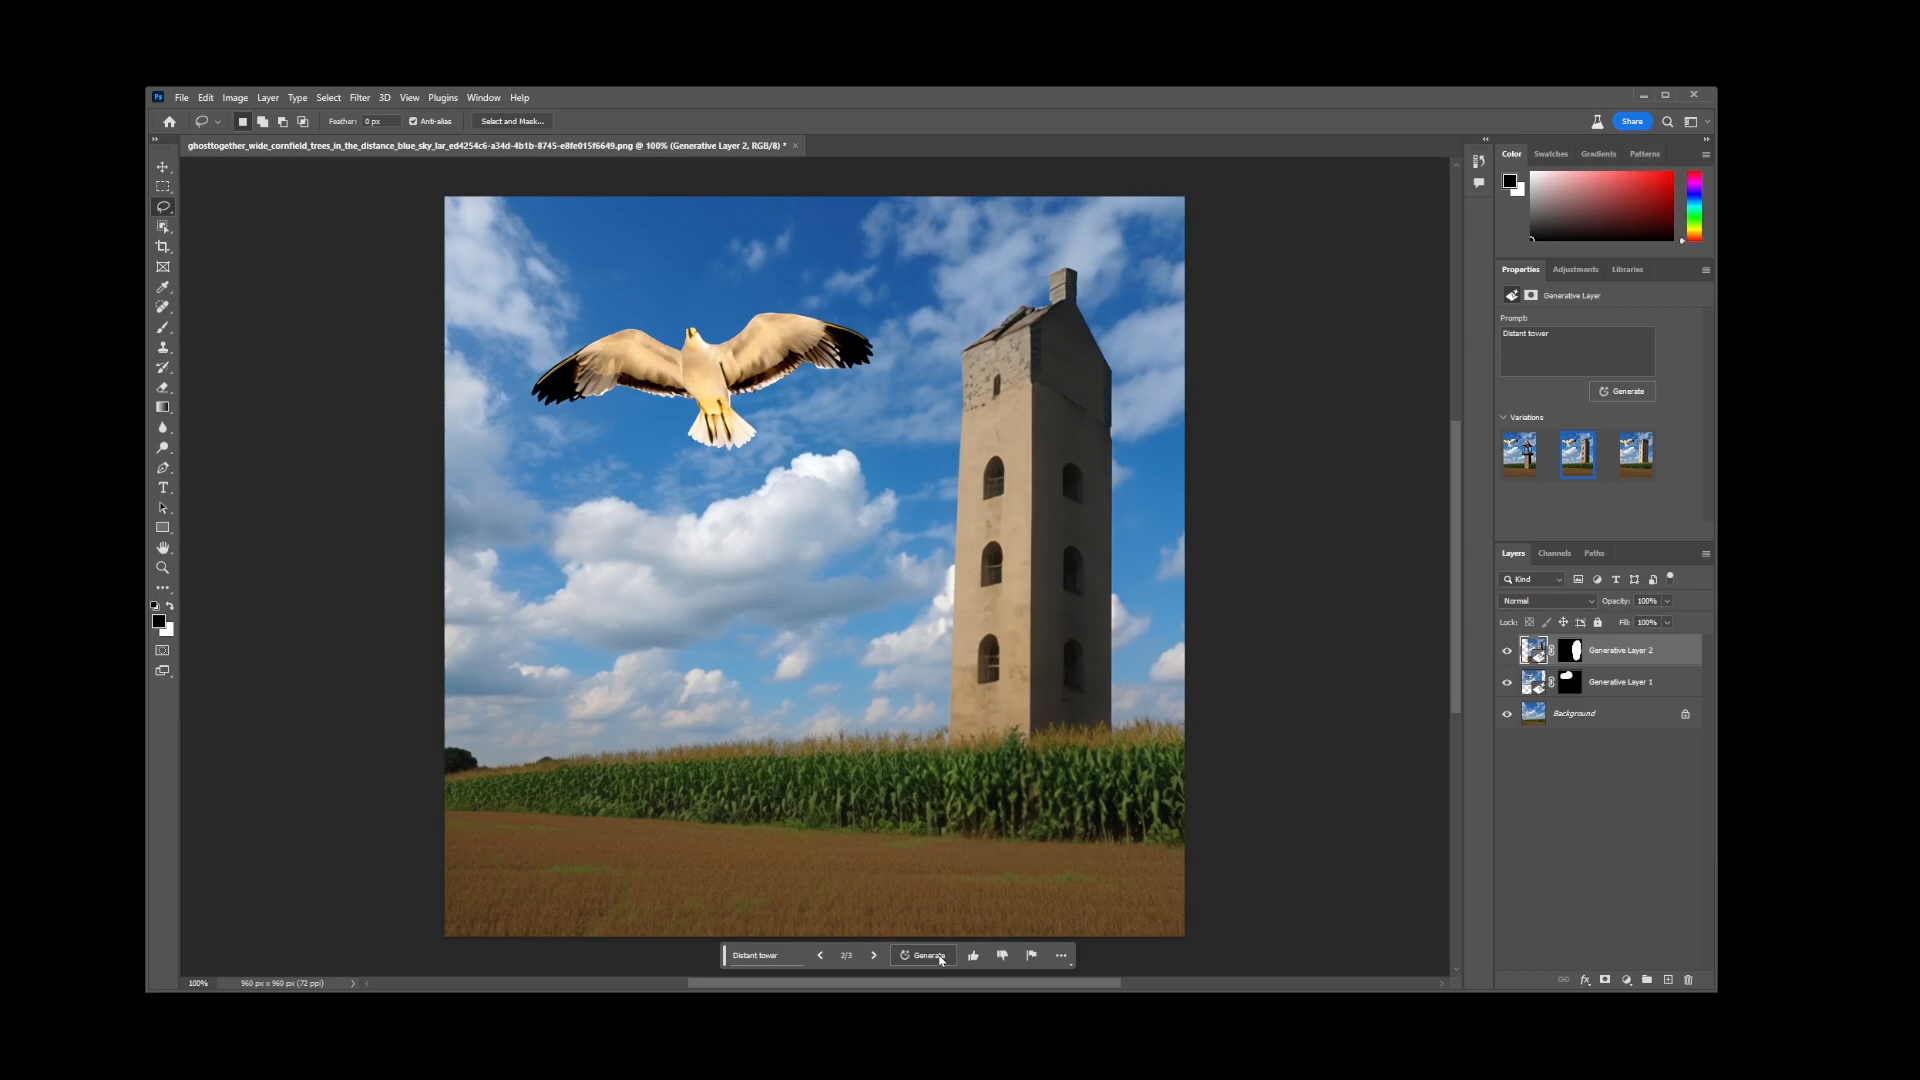 Ps File Edit Image Layer Type Select Filter 3D View Plugins Window Help
Feather: 0 px Anti-alias Select and Mask... Share
ghosttogether_wide_cornfield_trees_in_the_distance_blue_sky_lar_ed4254c6-a34d-4b1b-8745-e8fe015f6649.png @ 100% (Generative Layer 2, RGB/8) *
Color Swatches Gradients Patterns
Properties Adjustments Libraries
Generative Layer
Prompt:
Distant tower
Generate
Variations
Layers Channels Paths
Kind
Normal Opacity: 100%
Lock: Fill: 100%
Generative Layer 2
Generative Layer 1
Background
Distant tower 2/3 Generate
100% 960 px x 960 px (72 ppi)
fx